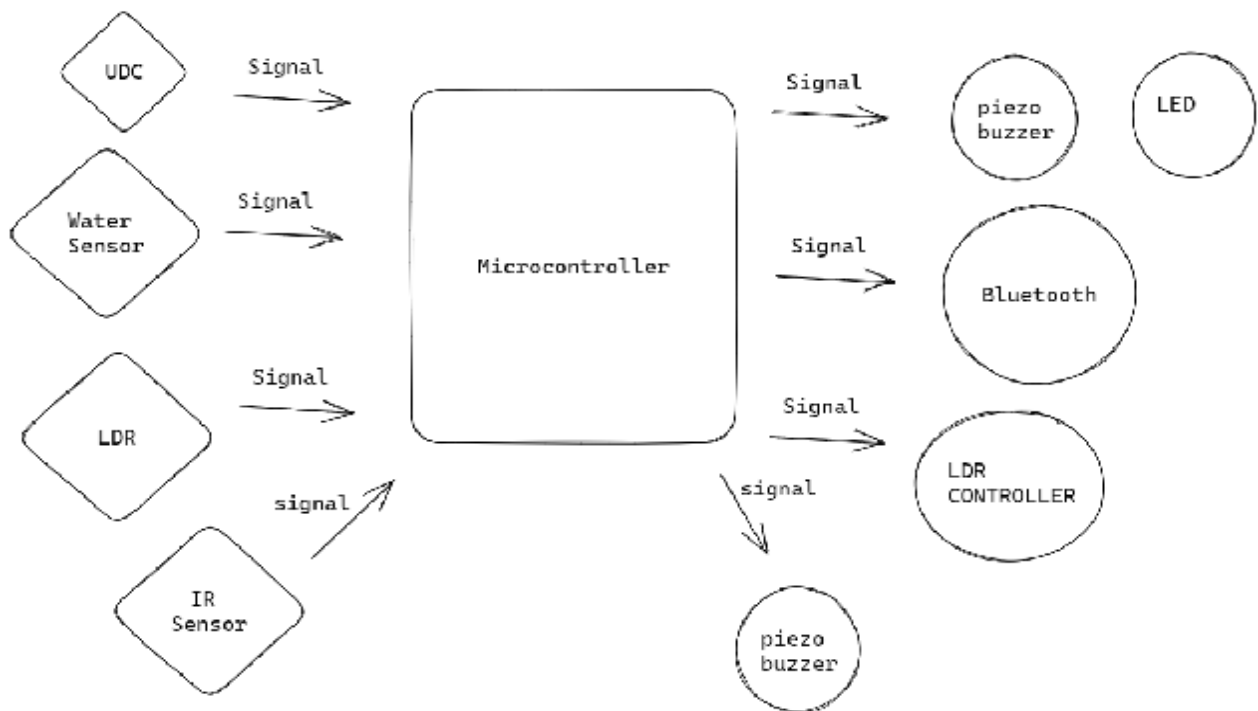 UDC
Signal
Signal
piezo
buzzer
LED
Water
Sensor
Signal
Microcontroller
Signal
Bluetooth
LDR
Signal
Signal
LDR
CONTROLLER
IR
Sensor
signal
signal
piezo
buzzer